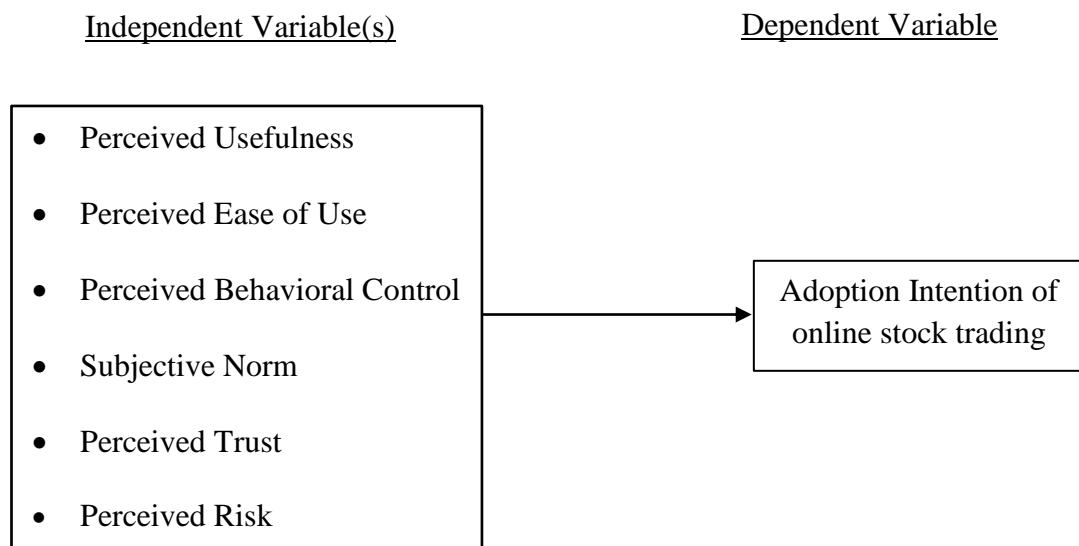 Independent Variable(s)
Dependent Variable
• Perceived Usefulness
• Perceived Ease of Use
• Perceived Behavioral Control
• Subjective Norm
• Perceived Trust
• Perceived Risk
Adoption Intention of
online stock trading